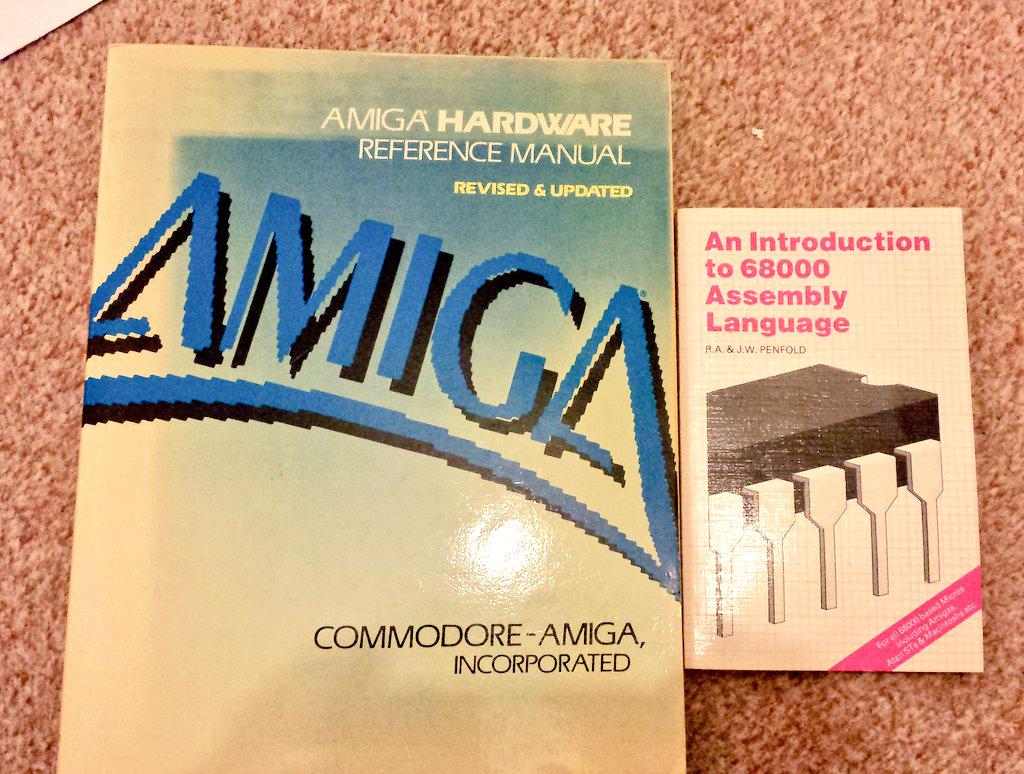 AMIGA HARDWARE
REFERENCE MANUAL
REVISED & UPDATED
AMIGA®
COMMODORE-AMIGA,
INCORPORATED
An Introduction
to 68000
Assembly
Language
R.A. & J.W. PENFOLD
For all 68000 based Micros
including Amigas,
Atari STs & Macintoshs etc.